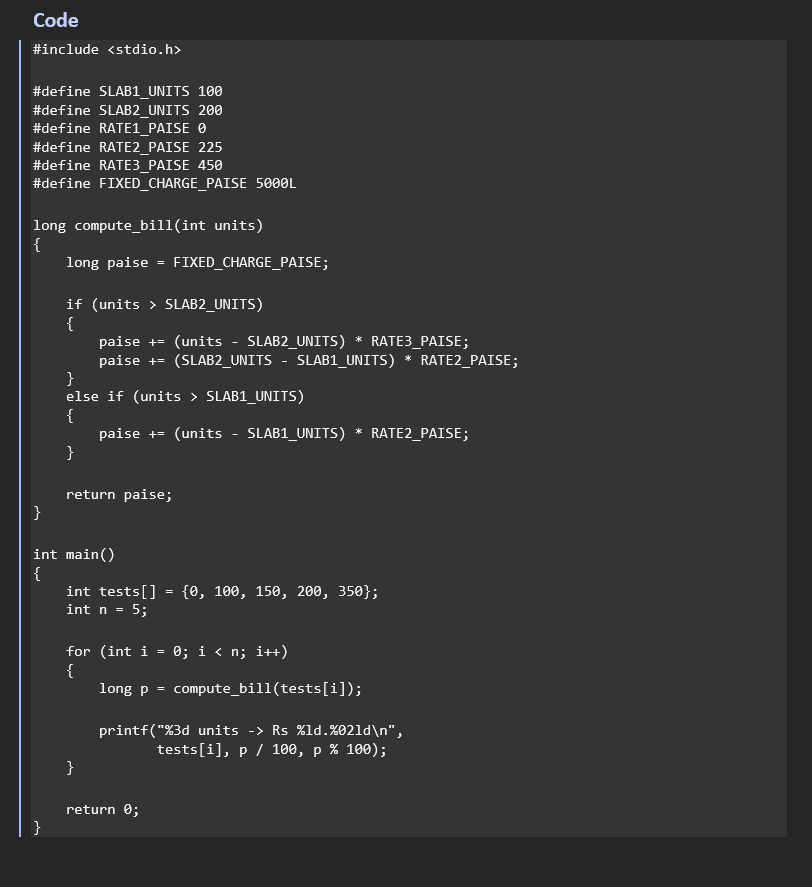 Code
#include <stdio.h>
#define SLAB1_UNITS 100
#define SLAB2_UNITS 200
#define RATE1_PAISE 0
#define RATE2_PAISE 225
#define RATE3_PAISE 450
#define FIXED_CHARGE_PAISE 5000L
long compute_bill(int units)
{
    long paise = FIXED_CHARGE_PAISE;
    if (units > SLAB2_UNITS)
    {
        paise += (units - SLAB2_UNITS) * RATE3_PAISE;
        paise += (SLAB2_UNITS - SLAB1_UNITS) * RATE2_PAISE;
    }
    else if (units > SLAB1_UNITS)
    {
        paise += (units - SLAB1_UNITS) * RATE2_PAISE;
    }
    return paise;
}
int main()
{
    int tests[] = {0, 100, 150, 200, 350};
    int n = 5;
    for (int i = 0; i < n; i++)
    {
        long p = compute_bill(tests[i]);
        printf("%3d units -> Rs %ld.%02ld\n",
               tests[i], p / 100, p % 100);
    }
    return 0;
}